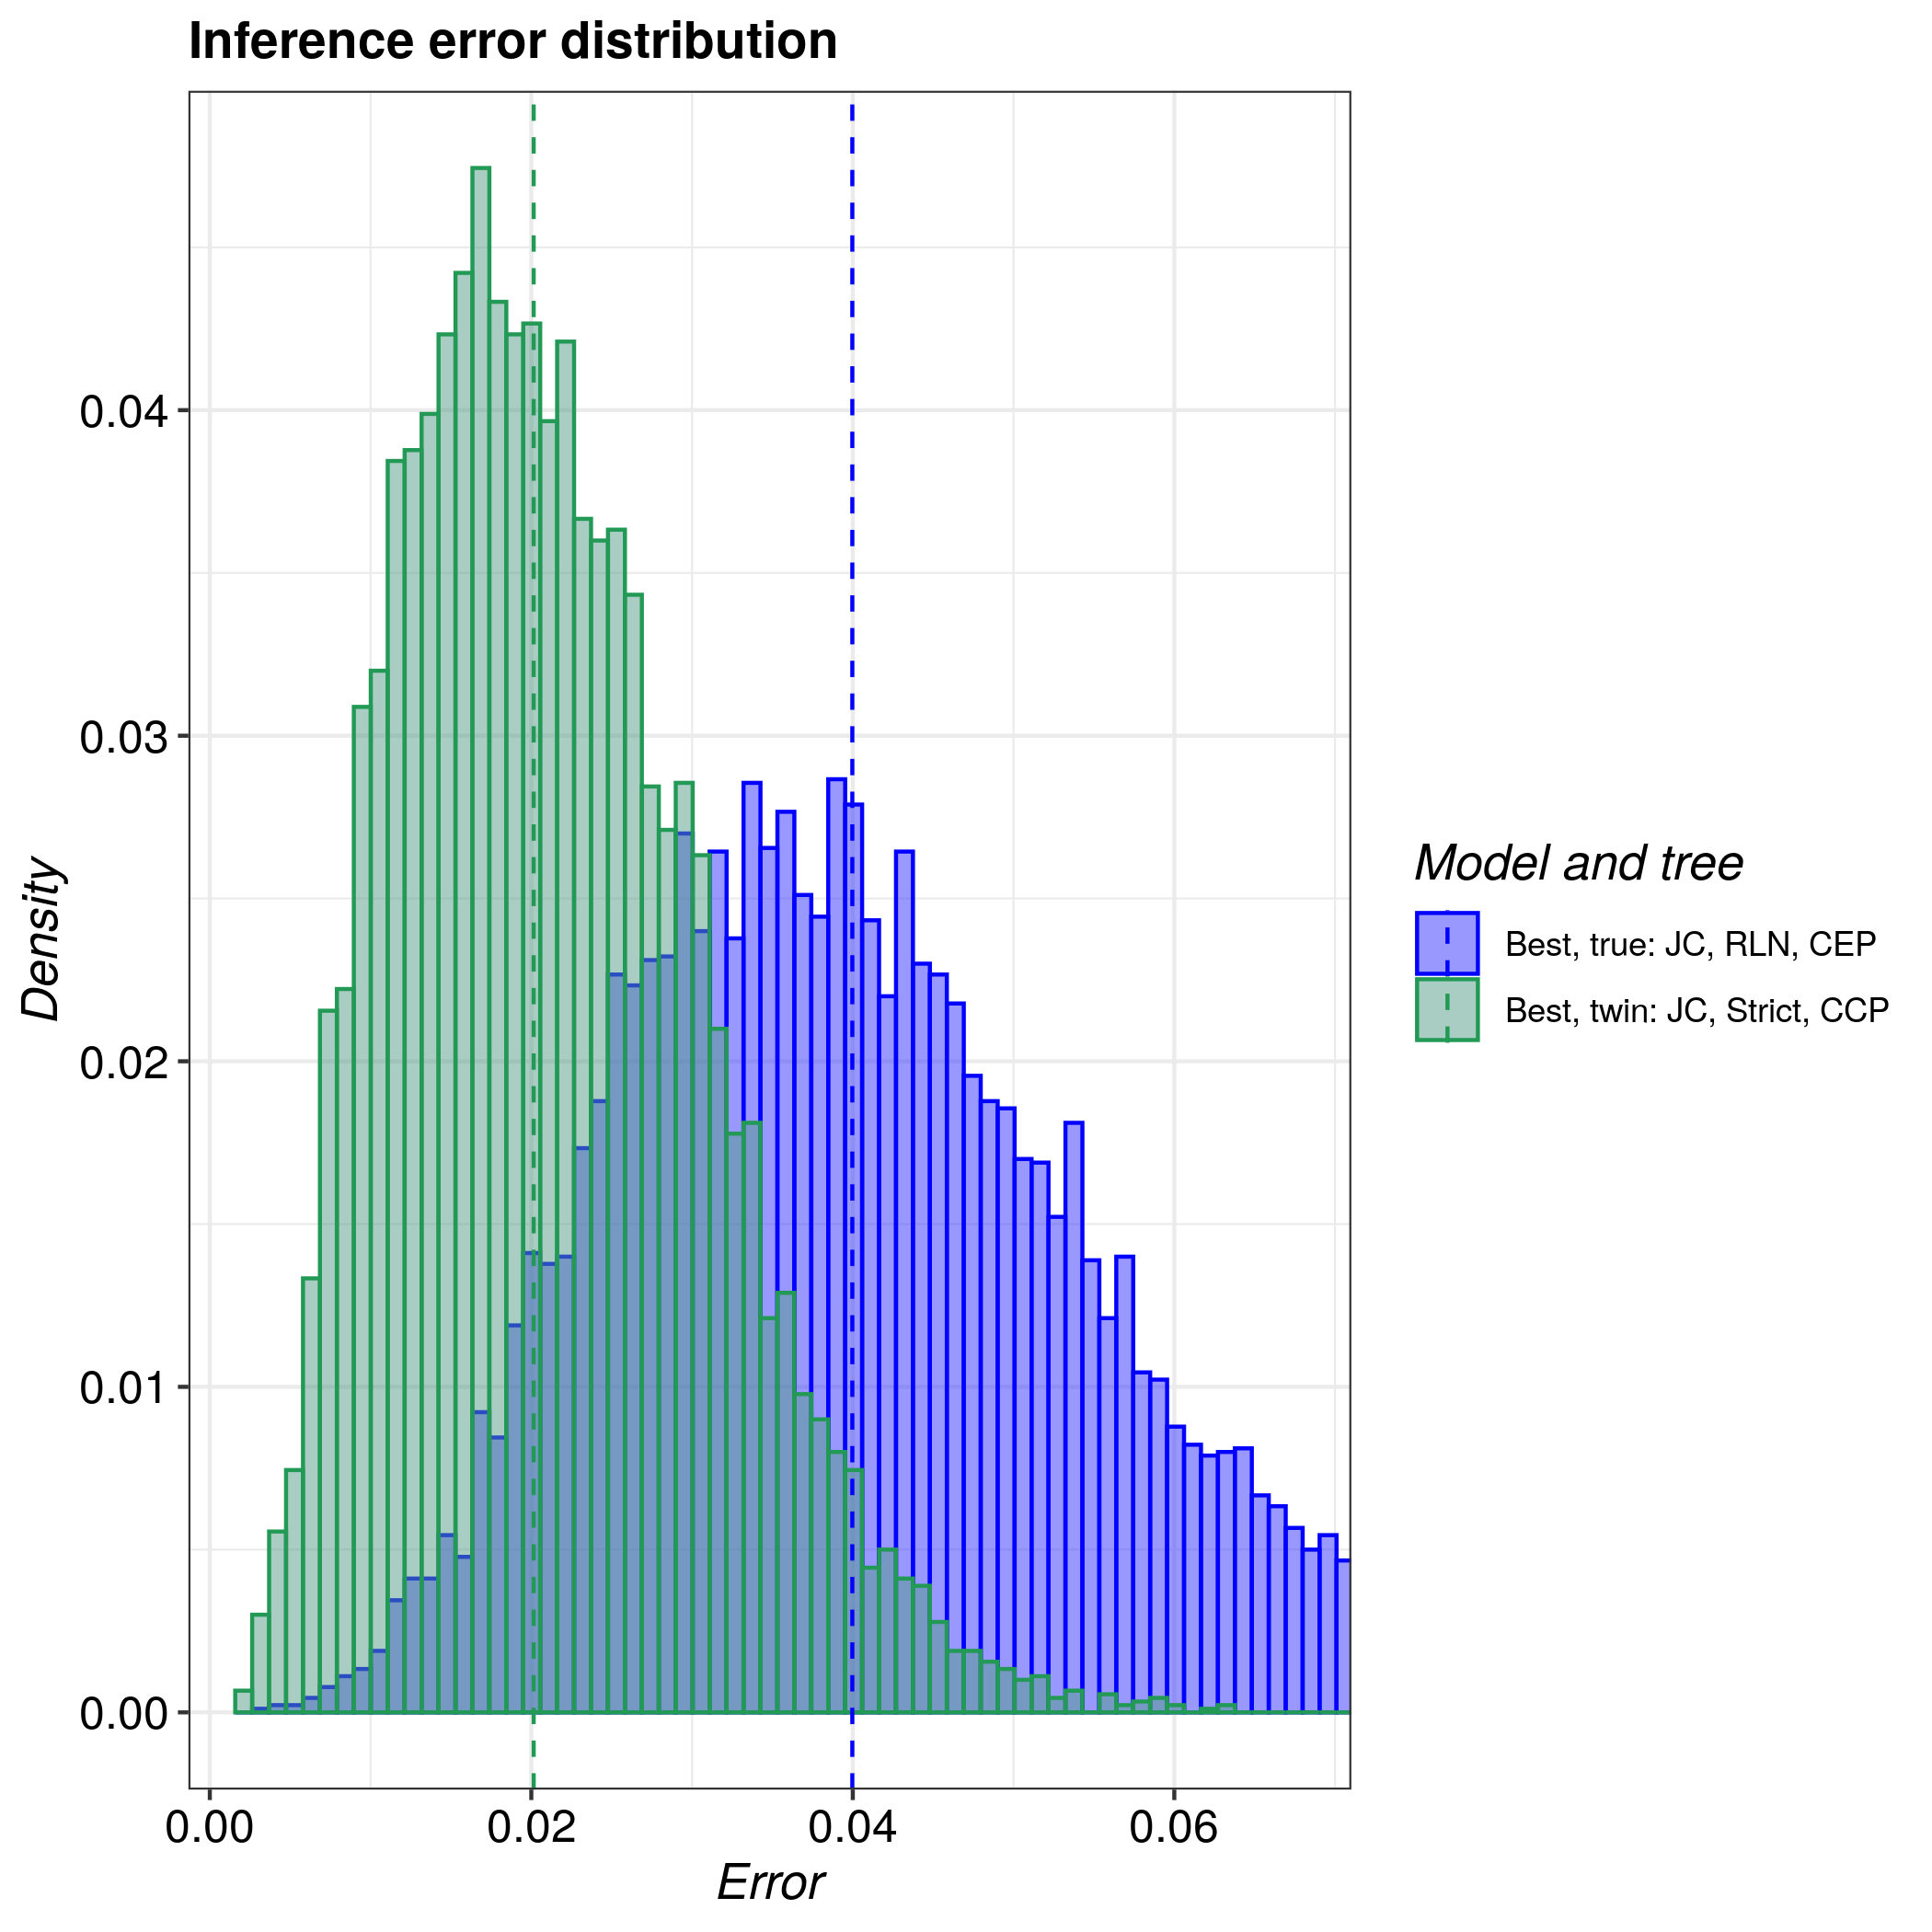 Inference error distribution
0.04
0.03
0.02
0.01
0.00
Density
0.00 0.02 0.04 0.06
Error
Model and tree
Best, true: JC, RLN, CEP
Best, twin: JC, Strict, CCP